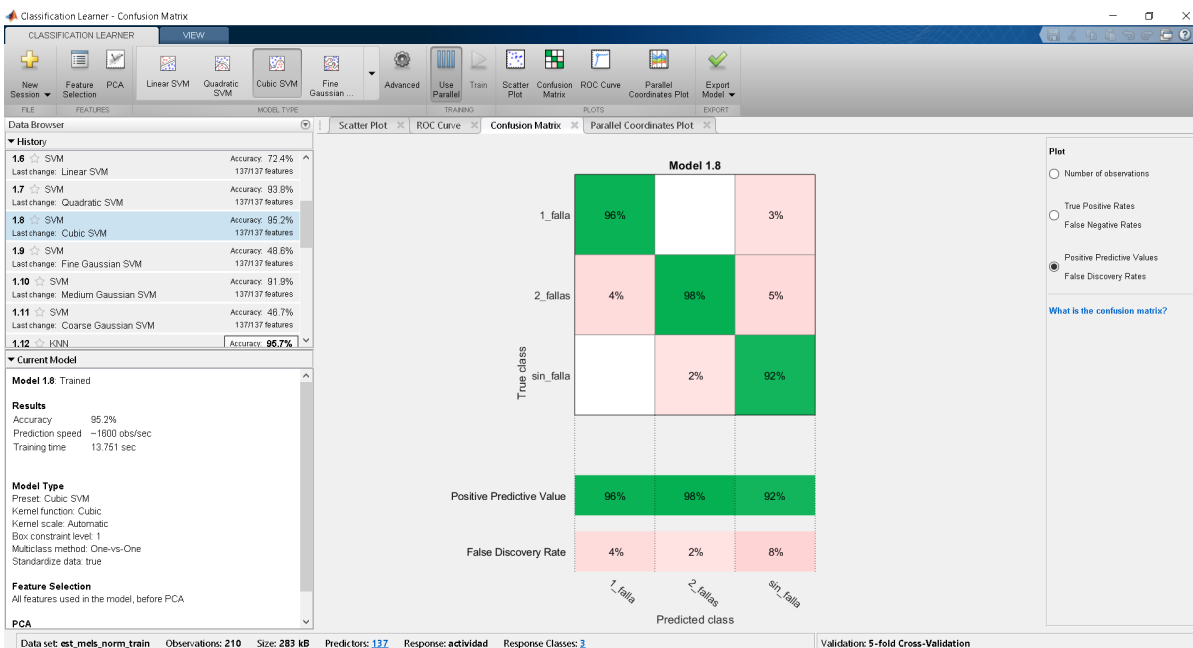 Classification Learner - Confusion Matrix
CLASSIFICATION LEARNER VIEW
New Session
Feature Selection
PCA
Linear SVM
Quadratic SVM
Cubic SVM
Fine Gaussian ...
Advanced
Use Parallel
Train
Scatter Plot
Confusion Matrix
ROC Curve
Parallel Coordinates Plot
Export Model
FILE FEATURES MODEL TYPE TRAINING PLOTS EXPORT
Data Browser
History
1.6 SVM Accuracy: 72.4%
Last change: Linear SVM 137/137 features
1.7 SVM Accuracy: 93.8%
Last change: Quadratic SVM 137/137 features
1.8 SVM Accuracy: 95.2%
Last change: Cubic SVM 137/137 features
1.9 SVM Accuracy: 48.6%
Last change: Fine Gaussian SVM 137/137 features
1.10 SVM Accuracy: 91.9%
Last change: Medium Gaussian SVM 137/137 features
1.11 SVM Accuracy: 46.7%
Last change: Coarse Gaussian SVM 137/137 features
1.12 KNN Accuracy: 95.7%
Current Model
Model 1.8: Trained
Results
Accuracy 95.2%
Prediction speed ~1600 obs/sec
Training time 13.751 sec
Model Type
Preset: Cubic SVM
Kernel function: Cubic
Kernel scale: Automatic
Box constraint level: 1
Multiclass method: One-vs-One
Standardize data: true
Feature Selection
All features used in the model, before PCA
PCA
Scatter Plot ROC Curve Confusion Matrix Parallel Coordinates Plot
Model 1.8
1_falla 96% 3%
2_fallas 4% 98% 5%
sin_falla 2% 92%
True class
Positive Predictive Value 96% 98% 92%
False Discovery Rate 4% 2% 8%
1_falla 2_fallas sin_falla
Predicted class
Plot
Number of observations
True Positive Rates
False Negative Rates
Positive Predictive Values
False Discovery Rates
What is the confusion matrix?
Data set: est_mels_norm_train Observations: 210 Size: 283 kB Predictors: 137 Response: actividad Response Classes: 3 Validation: 5-fold Cross-Validation